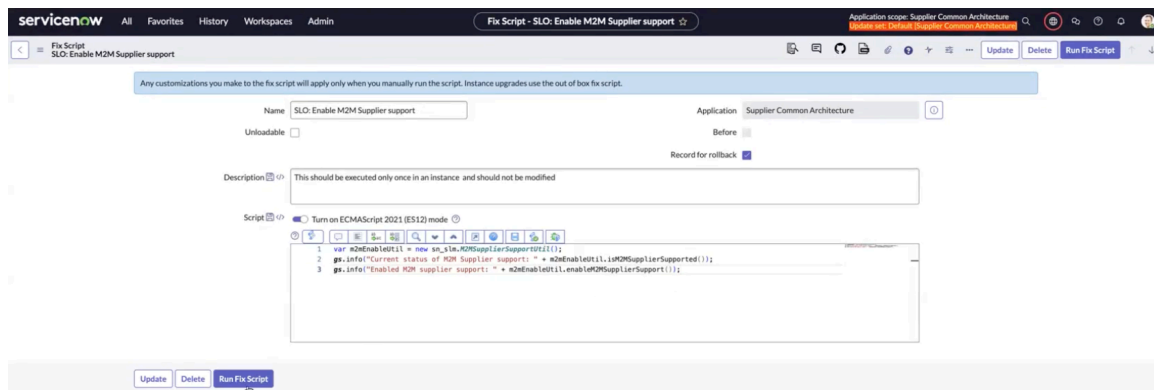 servicenow All Favorites History Workspaces Admin Fix Script - SLO: Enable M2M Supplier support Application scope: Supplier Common Architecture
Update set: Default [Supplier Common Architecture]
Fix Script
SLO: Enable M2M Supplier support Update Delete Run Fix Script
Any customizations you make to the fix script will apply only when you manually run the script. Instance upgrades use the out of box fix script.
Name SLO: Enable M2M Supplier support Application Supplier Common Architecture
Unloadable Before
Record for rollback
Description This should be executed only once in an instance and should not be modified
Script Turn on ECMAScript 2021 (ES12) mode
1 var m2mEnableUtil = new sn_slm.M2MSupplierSupportUtil();
2 gs.info("Current status of M2M Supplier support: " + m2mEnableUtil.isM2MSupplierSupported());
3 gs.info("Enabled M2M supplier support: " + m2mEnableUtil.enableM2MSupplierSupport());
Update Delete Run Fix Script